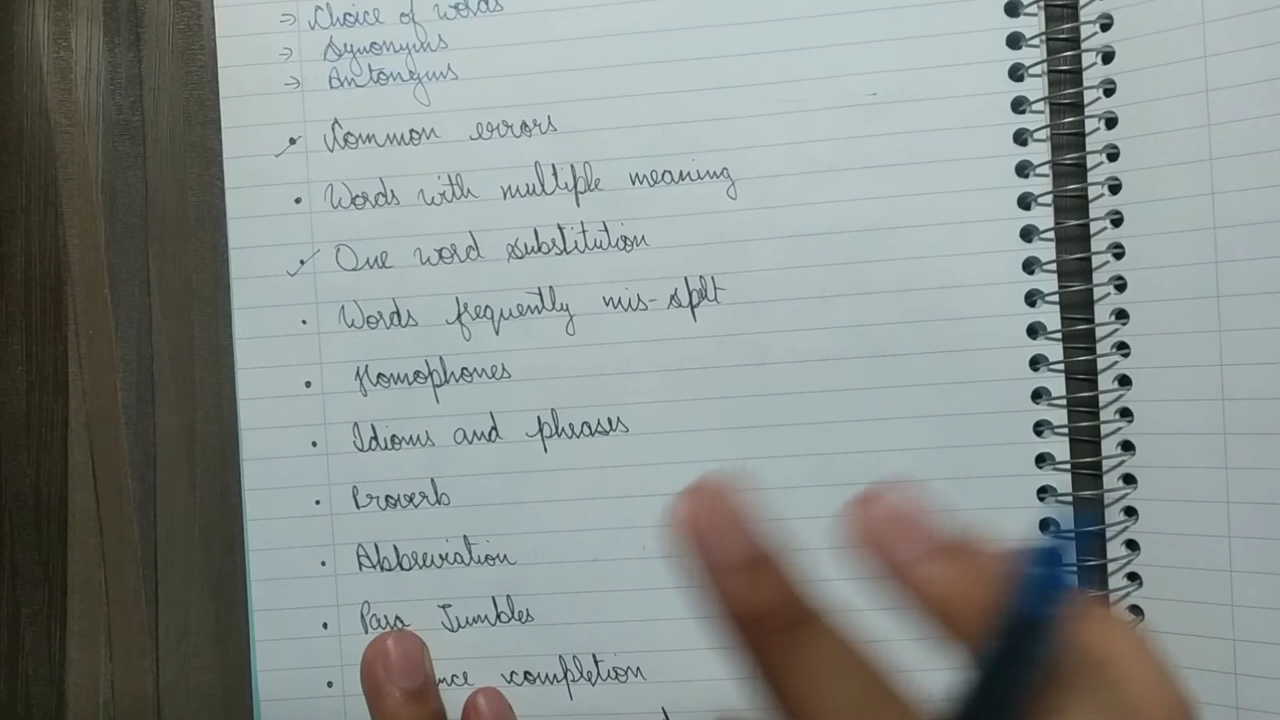 → Choice of words
→ Synonyms
→ Antonyms
Common errors
• Words with multiple meaning
✓ One word substitution
• Words frequently mis-splt
• Homophones
• Idioms and phrases
• Proverb
• Abbreviation
• Para Jumbles
• completion